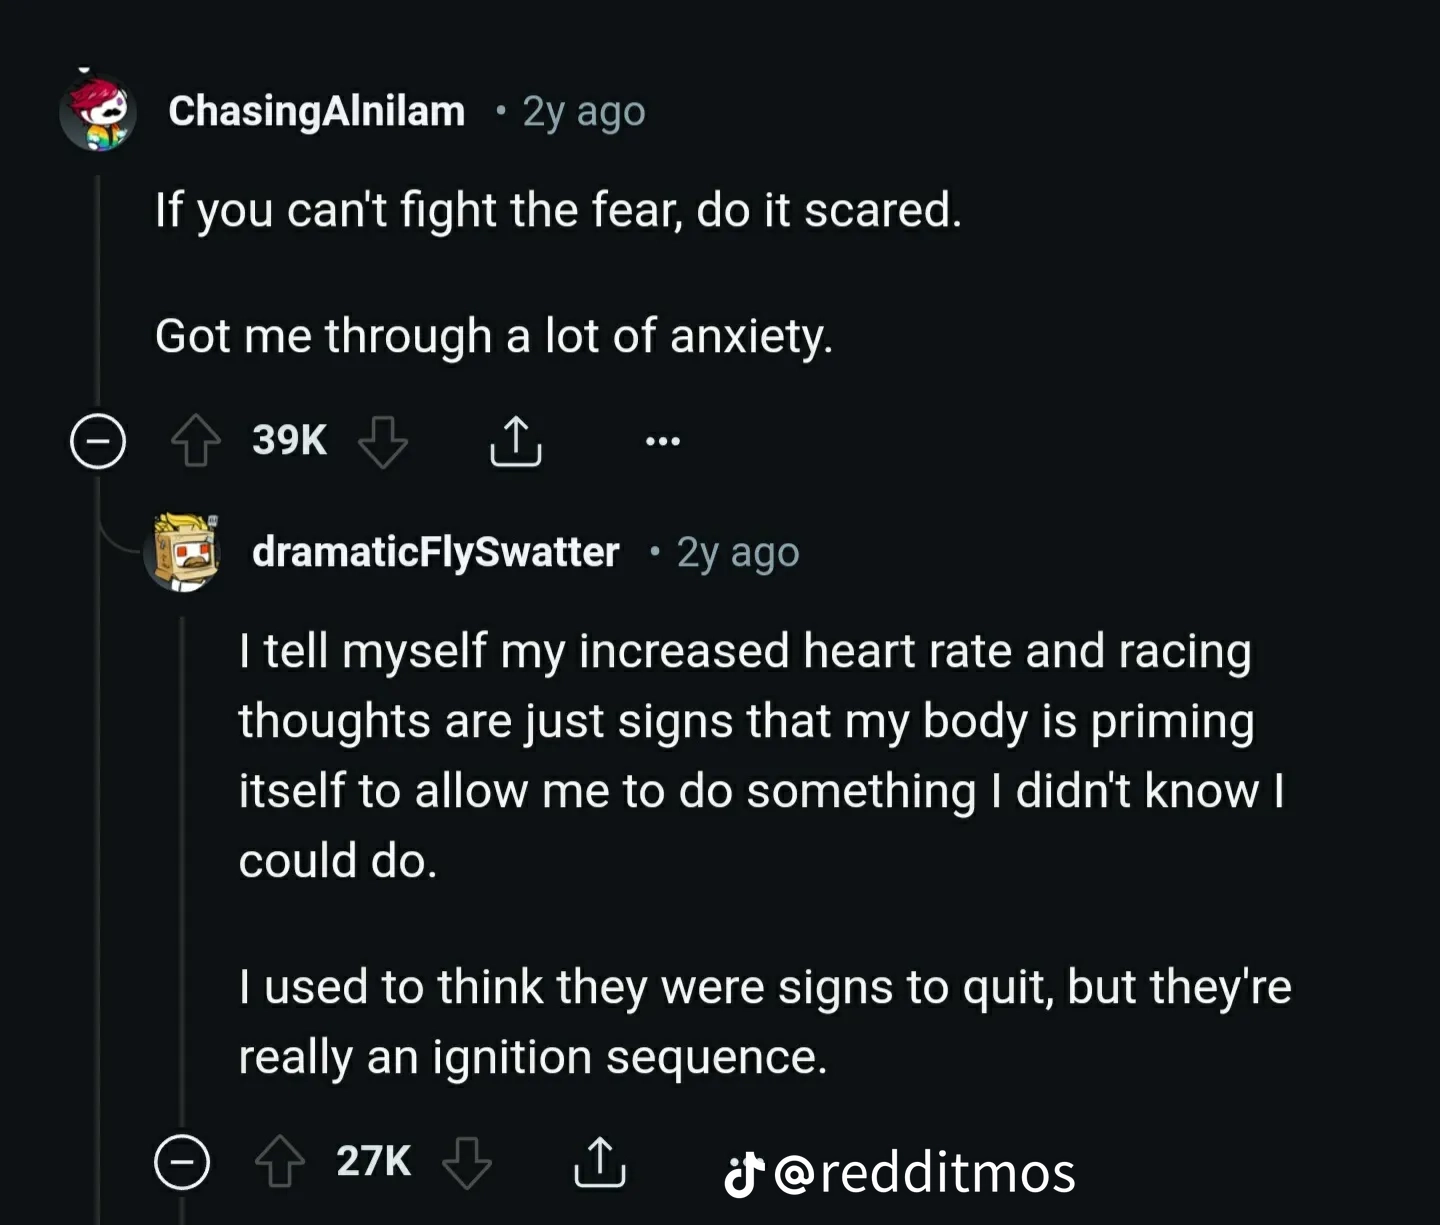 ChasingAlnilam • 2y ago
If you can't fight the fear, do it scared.
Got me through a lot of anxiety.
39K
dramaticFlySwatter • 2y ago
I tell myself my increased heart rate and racing
thoughts are just signs that my body is priming
itself to allow me to do something I didn't know I
could do.
I used to think they were signs to quit, but they're
really an ignition sequence.
27K
@redditmos